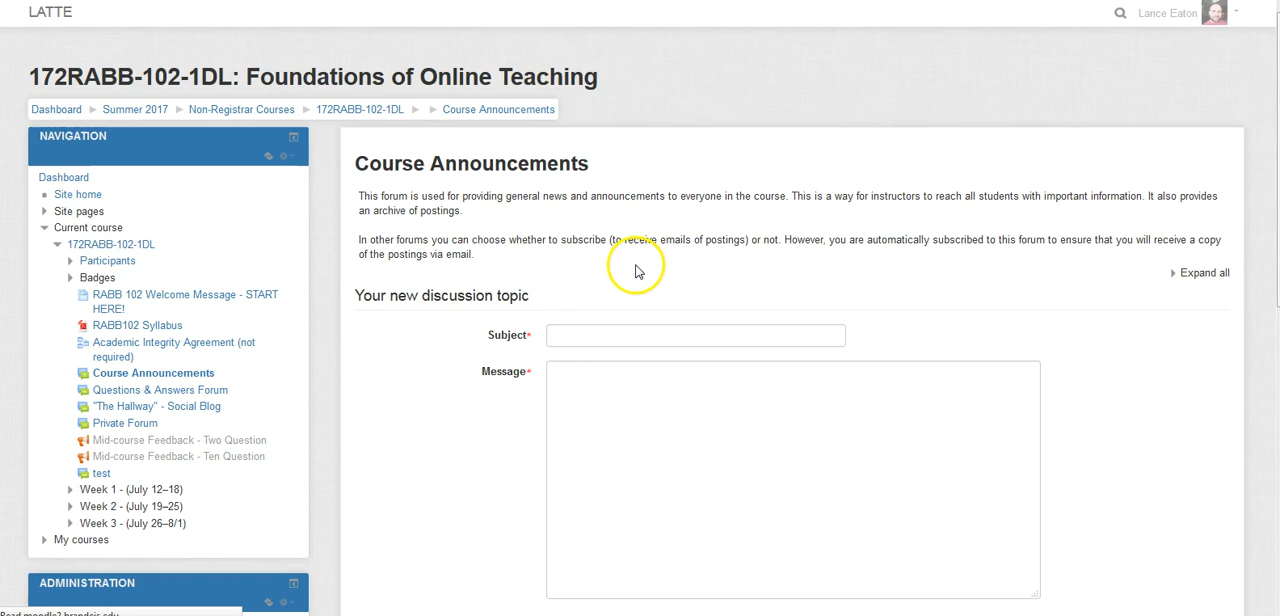 LATTE
Lance Eaton
172RABB-102-1DL: Foundations of Online Teaching
Dashboard Summer 2017 Non-Registrar Courses 172RABB-102-1DL Course Announcements
NAVIGATION
Dashboard
Site home
Site pages
Current course
172RABB-102-1DL
Participants
Badges
RABB 102 Welcome Message - START
HERE!
RABB102 Syllabus
Academic Integrity Agreement (not
required)
Course Announcements
Questions & Answers Forum
"The Hallway" - Social Blog
Private Forum
Mid-course Feedback - Two Question
Mid-course Feedback - Ten Question
test
Week 1 - (July 12–18)
Week 2 - (July 19–25)
Week 3 - (July 26–8/1)
My courses
ADMINISTRATION
Read moodle2.brandeis.edu
Course Announcements
This forum is used for providing general news and announcements to everyone in the course. This is a way for instructors to reach all students with important information. It also provides
an archive of postings.
In other forums you can choose whether to subscribe (to receive emails of postings) or not. However, you are automatically subscribed to this forum to ensure that you will receive a copy
of the postings via email.
Expand all
Your new discussion topic
Subject*
Message*